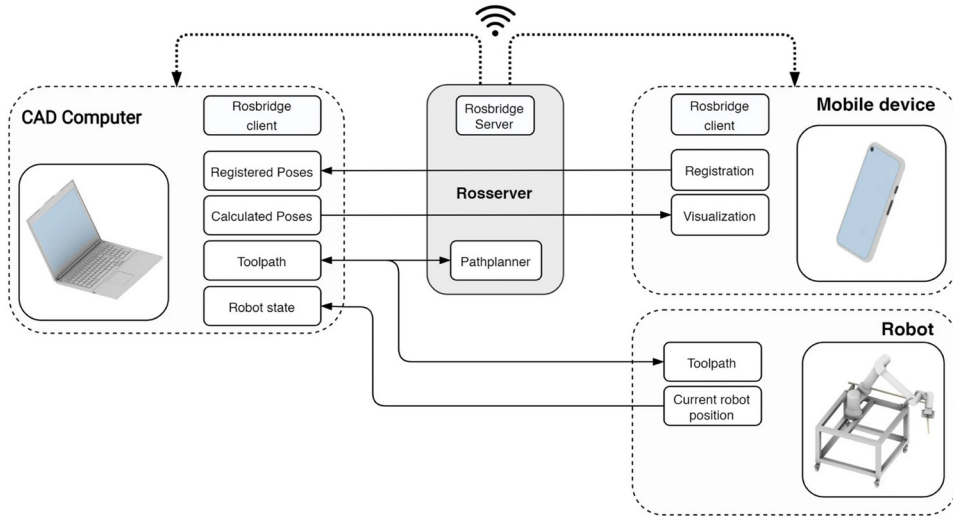 CAD Computer
Rosbridge
client
Registered Poses
Calculated Poses
Toolpath
Robot state
Rosbridge
Server
Rosserver
Pathplanner
Mobile device
Rosbridge
client
Registration
Visualization
Robot
Toolpath
Current robot
position